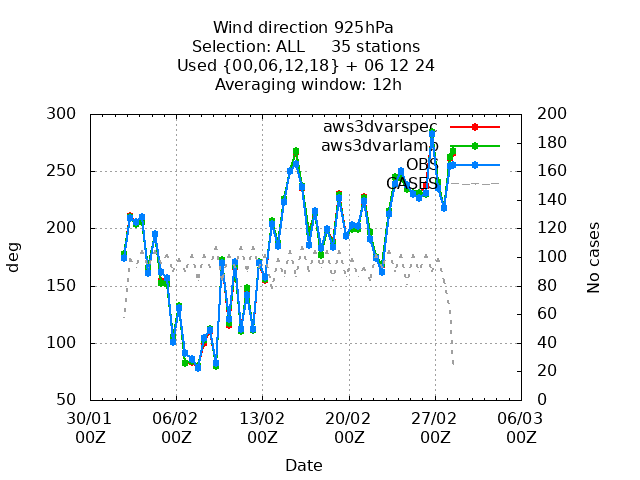 Wind direction 925hPa
Selection: ALL 35 stations
Used {00,06,12,18} + 06 12 24
Averaging window: 12h
aws3dvarspec
aws3dvarlamb
OBS
CASES
300
250
200
150
100
50
deg
200
180
160
140
120
100
80
60
40
20
0
No cases
30/01 06/02 13/02 20/02 27/02 06/03
00Z 00Z 00Z 00Z 00Z 00Z
Date